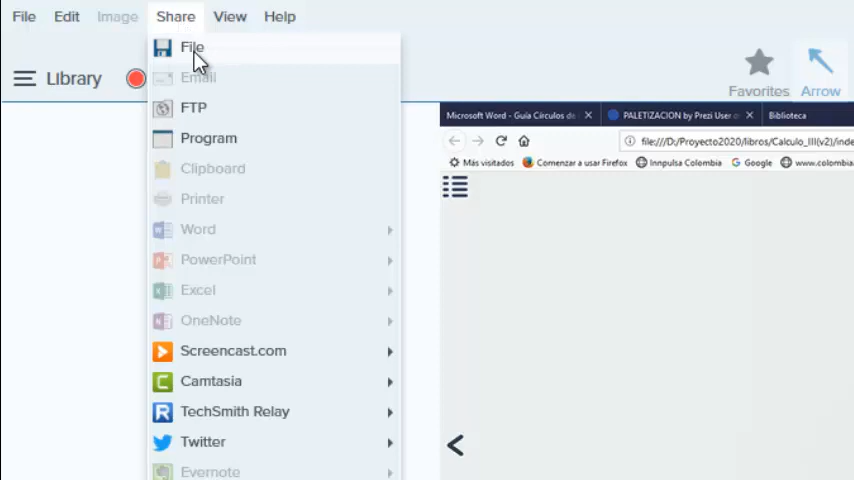 File Edit Image Share View Help
File
Library
Email
Favorites Arrow
FTP
Microsoft Word - Guía Círculos de PALETIZACION by Prezi User o Biblioteca
Program
file:///D:/Proyecto2020/libros/Calculo_III(v2)/inde
Más visitados Comenzar a usar Firefox Innpulsa Colombia Google www.colombia
Clipboard
Printer
Word
PowerPoint
Excel
OneNote
Screencast.com
Camtasia
TechSmith Relay
Twitter
Evernote